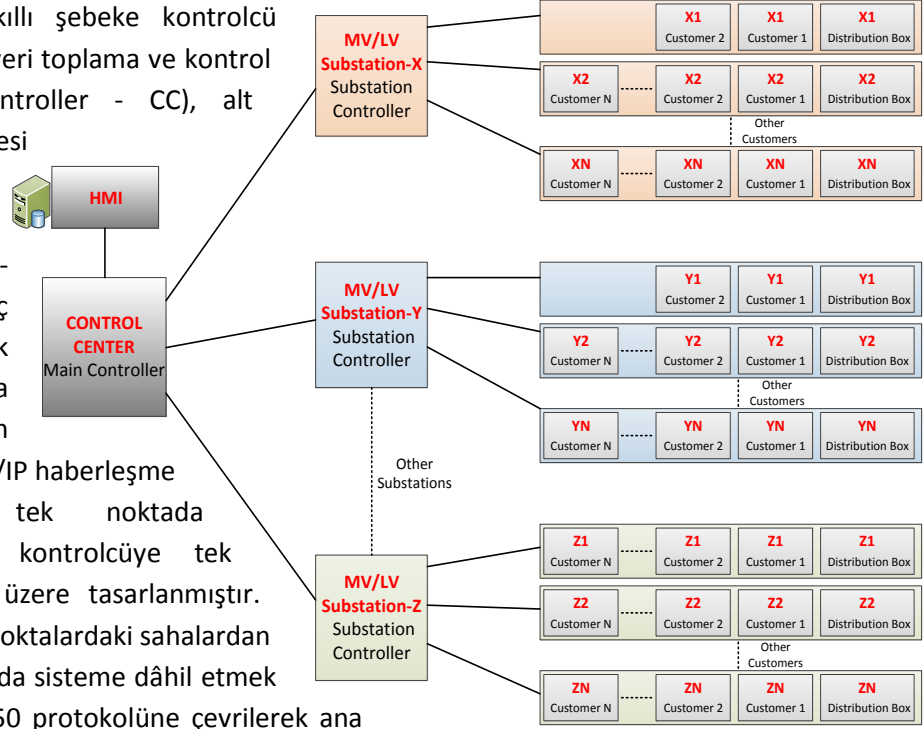 kıllı şebeke kontrolcü
veri toplama ve kontrol
ntroller - CC), alt
esi
-
ç
k
a
n
/IP haberleşme
tek noktada
kontrolcüye tek
üzere tasarlanmıştır.
oktalardaki sahalardan
da sisteme dâhil etmek
50 protokolüne çevrilerek ana
HMI
CONTROL
CENTER
Main Controller
MV/LV
Substation-X
Substation
Controller
X1 X1 X1
Customer 2 Customer 1 Distribution Box
X2 X2 X2 X2
Customer N Customer 2 Customer 1 Distribution Box
Other
Customers
XN XN XN XN
Customer N Customer 2 Customer 1 Distribution Box
MV/LV
Substation-Y
Substation
Controller
Y1 Y1 Y1
Customer 2 Customer 1 Distribution Box
Y2 Y2 Y2 Y2
Customer N Customer 2 Customer 1 Distribution Box
Other
Customers
YN YN YN YN
Customer N Customer 2 Customer 1 Distribution Box
Other
Substations
MV/LV
Substation-Z
Substation
Controller
Z1 Z1 Z1 Z1
Customer N Customer 2 Customer 1 Distribution Box
Z2 Z2 Z2 Z2
Customer N Customer 2 Customer 1 Distribution Box
Other
Customers
ZN ZN ZN ZN
Customer N Customer 2 Customer 1 Distribution Box